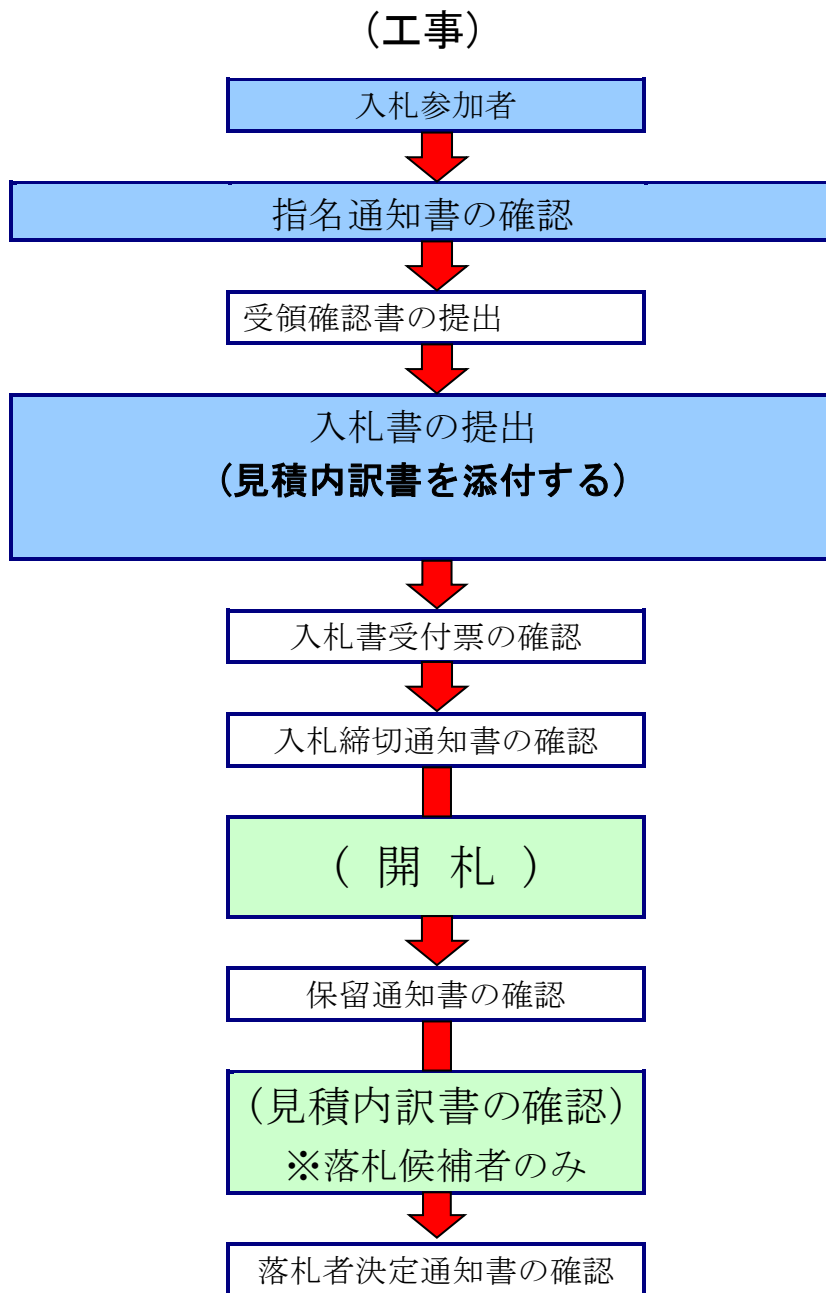 （工事）
入札参加者
指名通知書の確認
受領確認書の提出
入札書の提出
（見積内訳書を添付する）
入札書受付票の確認
入札締切通知書の確認
（ 開 札 ）
保留通知書の確認
（見積内訳書の確認）
※落札候補者のみ
落札者決定通知書の確認